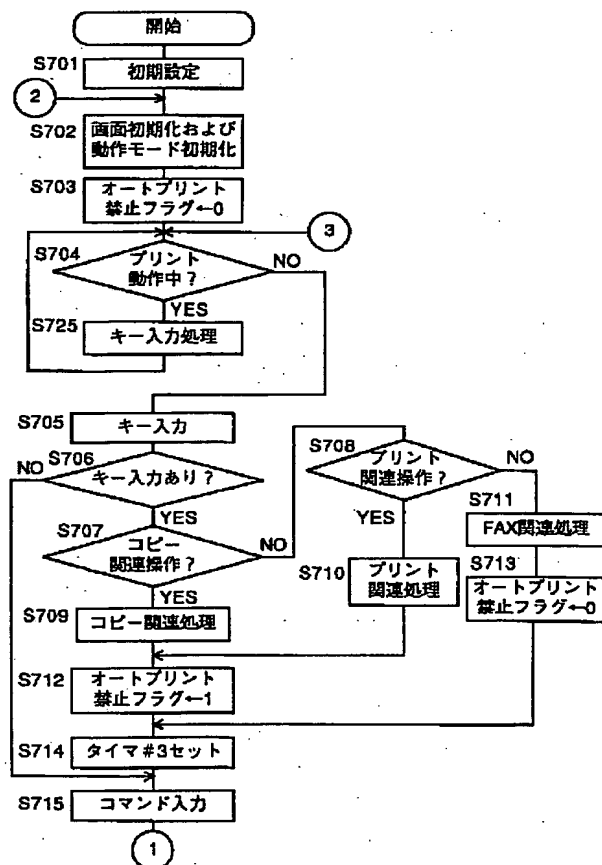 開始
S701
初期設定
2
S702
画面初期化および
動作モード初期化
S703
オートプリント
禁止フラグ←0
3
S704
プリント
動作中？
NO
YES
S725
キー入力処理
S705
キー入力
S706
NO
キー入力あり？
YES
S707
コピー
関連操作？
NO
YES
S709
コピー関連処理
S708
プリント
関連操作？
NO
YES
S710
プリント
関連処理
S711
FAX関連処理
S713
オートプリント
禁止フラグ←0
S712
オートプリント
禁止フラグ←1
S714
タイマ#3セット
S715
コマンド入力
1